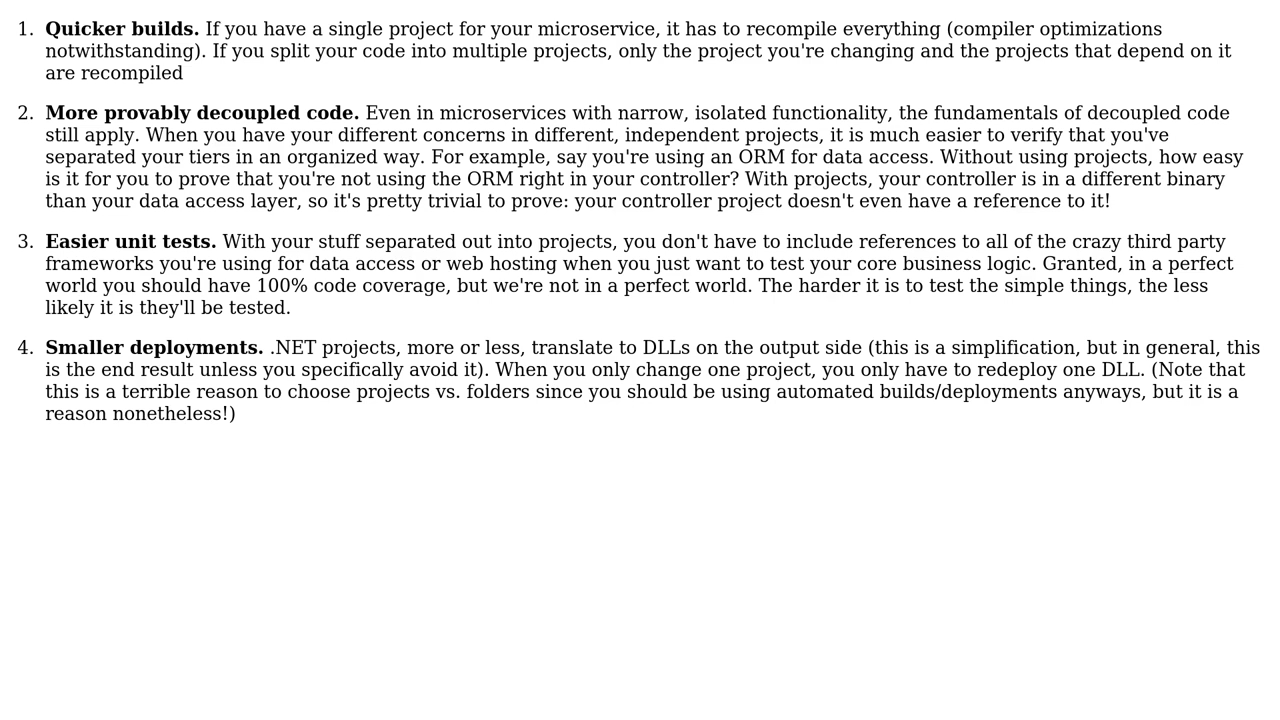 1. Quicker builds. If you have a single project for your microservice, it has to recompile everything (compiler optimizations
notwithstanding). If you split your code into multiple projects, only the project you're changing and the projects that depend on it
are recompiled
2. More provably decoupled code. Even in microservices with narrow, isolated functionality, the fundamentals of decoupled code
still apply. When you have your different concerns in different, independent projects, it is much easier to verify that you've
separated your tiers in an organized way. For example, say you're using an ORM for data access. Without using projects, how easy
is it for you to prove that you're not using the ORM right in your controller? With projects, your controller is in a different binary
than your data access layer, so it's pretty trivial to prove: your controller project doesn't even have a reference to it!
3. Easier unit tests. With your stuff separated out into projects, you don't have to include references to all of the crazy third party
frameworks you're using for data access or web hosting when you just want to test your core business logic. Granted, in a perfect
world you should have 100% code coverage, but we're not in a perfect world. The harder it is to test the simple things, the less
likely it is they'll be tested.
4. Smaller deployments. .NET projects, more or less, translate to DLLs on the output side (this is a simplification, but in general, this
is the end result unless you specifically avoid it). When you only change one project, you only have to redeploy one DLL. (Note that
this is a terrible reason to choose projects vs. folders since you should be using automated builds/deployments anyways, but it is a
reason nonetheless!)